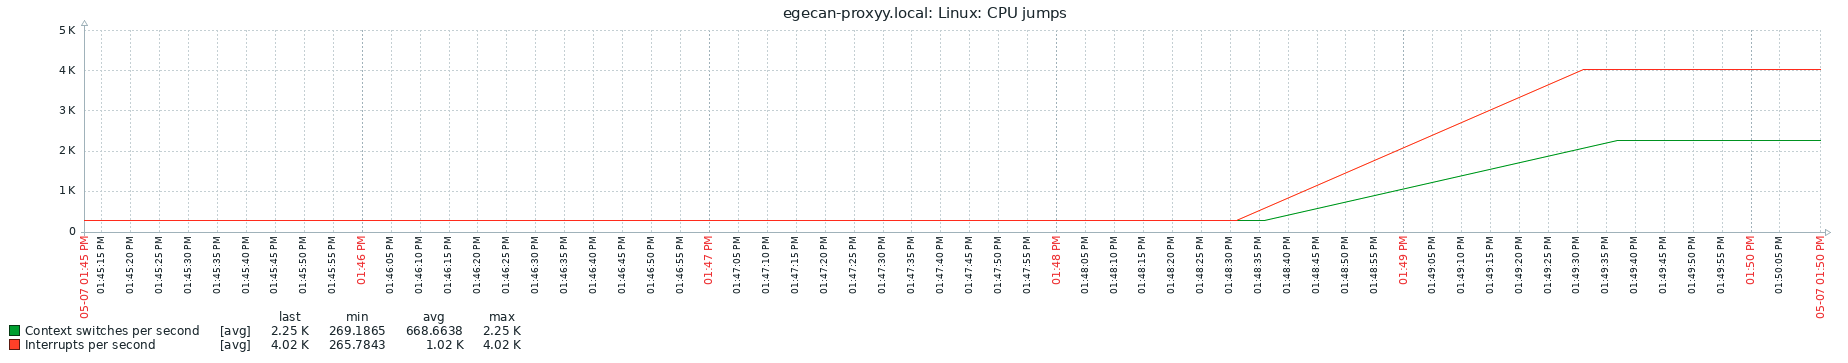 egecan-proxyy.local: Linux: CPU jumps
5 K
4 K
3 K
2 K
1 K
0
05-07 01:45 PM
01:45:15 PM
01:45:20 PM
01:45:25 PM
01:45:30 PM
01:45:35 PM
01:45:40 PM
01:45:45 PM
01:45:50 PM
01:45:55 PM
01:46 PM
01:46:05 PM
01:46:10 PM
01:46:15 PM
01:46:20 PM
01:46:25 PM
01:46:30 PM
01:46:35 PM
01:46:40 PM
01:46:45 PM
01:46:50 PM
01:46:55 PM
01:47 PM
01:47:05 PM
01:47:10 PM
01:47:15 PM
01:47:20 PM
01:47:25 PM
01:47:30 PM
01:47:35 PM
01:47:40 PM
01:47:45 PM
01:47:50 PM
01:47:55 PM
01:48 PM
01:48:05 PM
01:48:10 PM
01:48:15 PM
01:48:20 PM
01:48:25 PM
01:48:30 PM
01:48:35 PM
01:48:40 PM
01:48:45 PM
01:48:50 PM
01:48:55 PM
01:49 PM
01:49:05 PM
01:49:10 PM
01:49:15 PM
01:49:20 PM
01:49:25 PM
01:49:30 PM
01:49:35 PM
01:49:40 PM
01:49:45 PM
01:49:50 PM
01:49:55 PM
01:50 PM
01:50:05 PM
05-07 01:50 PM
last min avg max
Context switches per second [avg] 2.25 K 269.1865 668.6638 2.25 K
Interrupts per second [avg] 4.02 K 265.7843 1.02 K 4.02 K